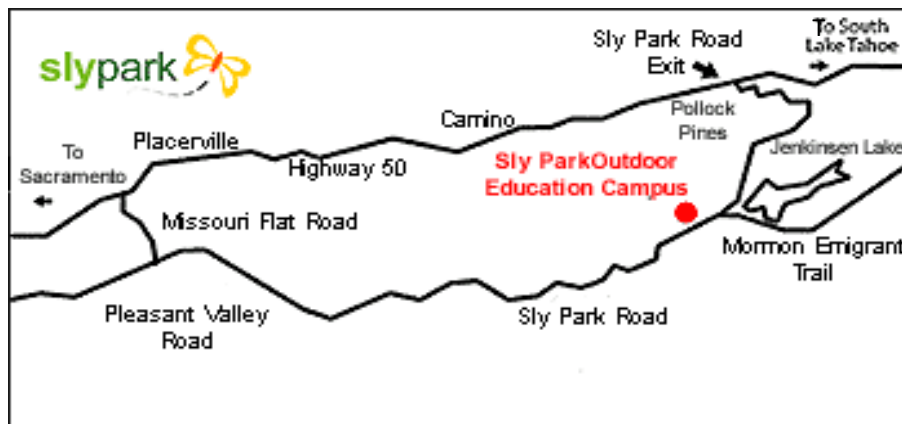 slypark
To South
Lake Tahoe
Sly Park Road
Exit
Pollock
Pines
Camino
Placerville
Highway 50
To
Sacramento
Sly ParkOutdoor
Education Campus
Jenkinsen Lake
Missouri Flat Road
Mormon Emigrant
Trail
Pleasant Valley
Road
Sly Park Road